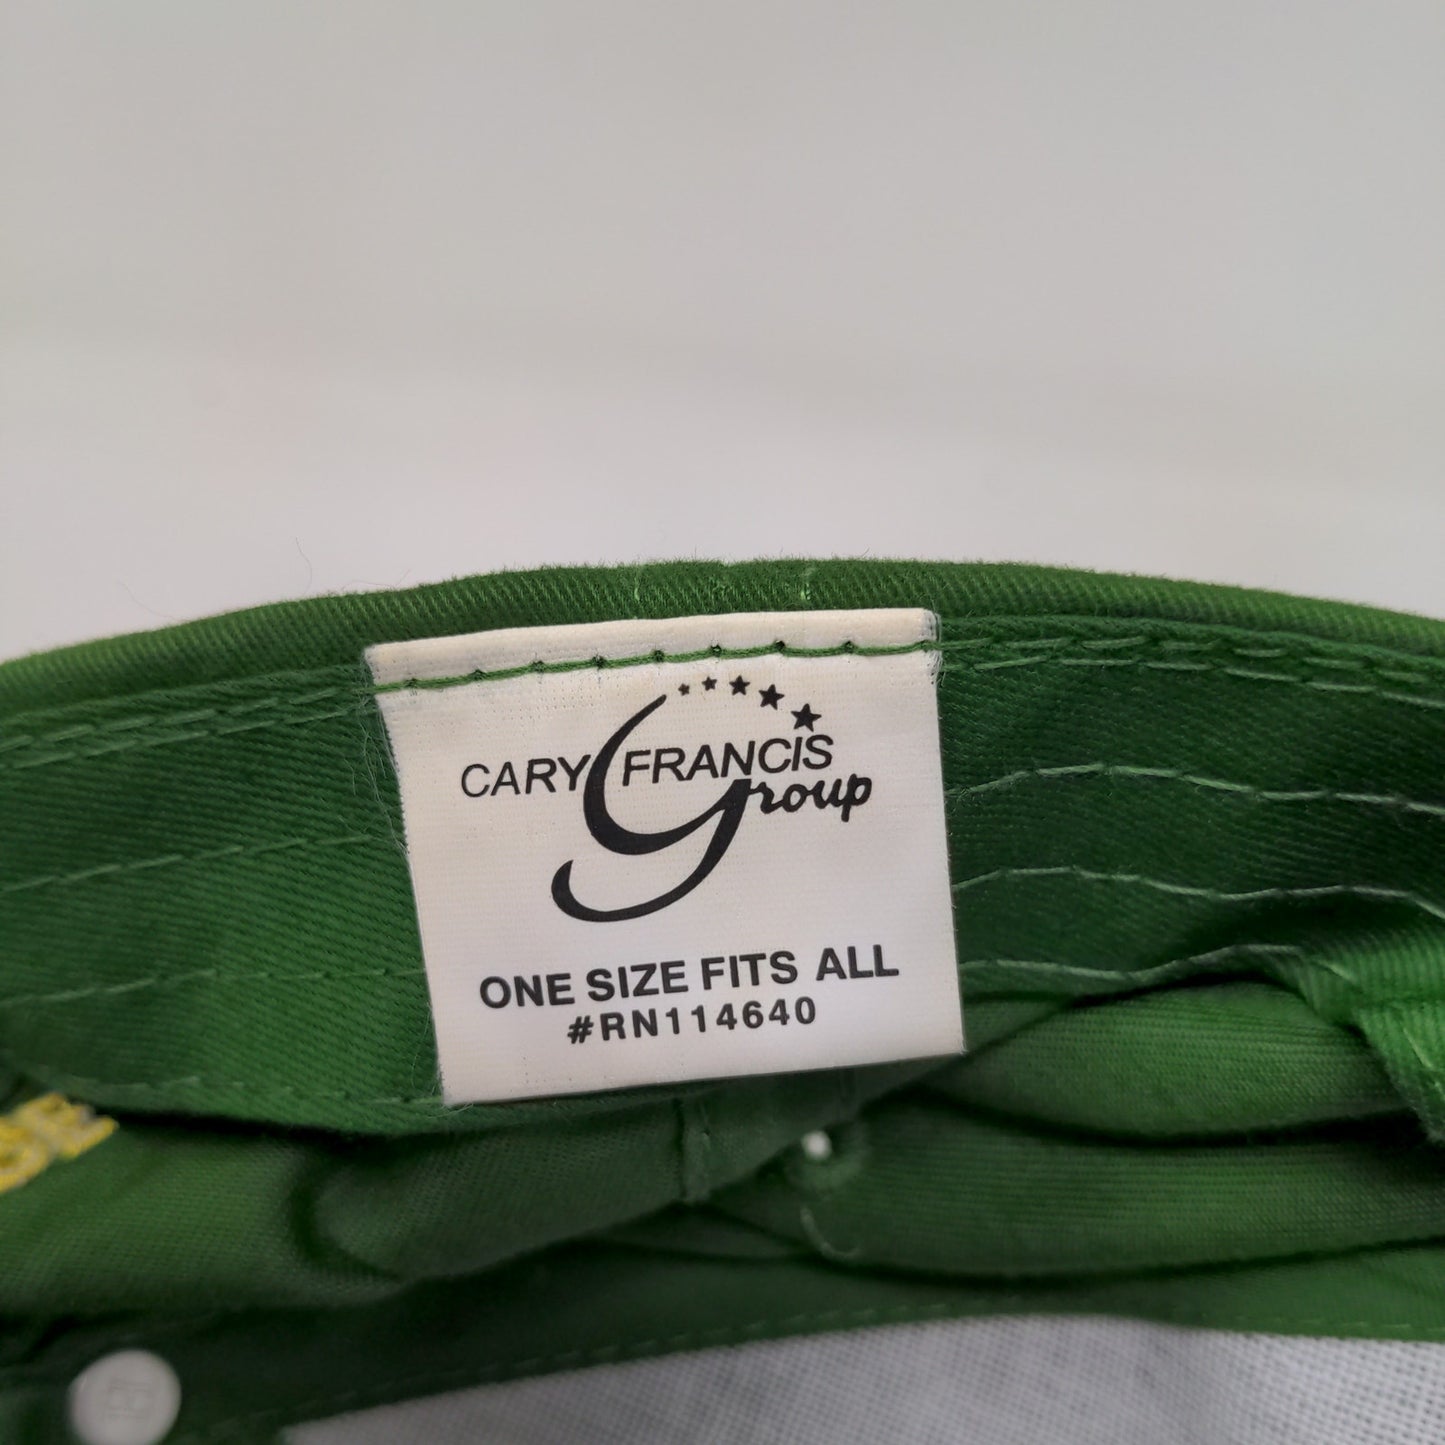 CARY FRANCIS
Group
ONE SIZE FITS ALL
#RN114640